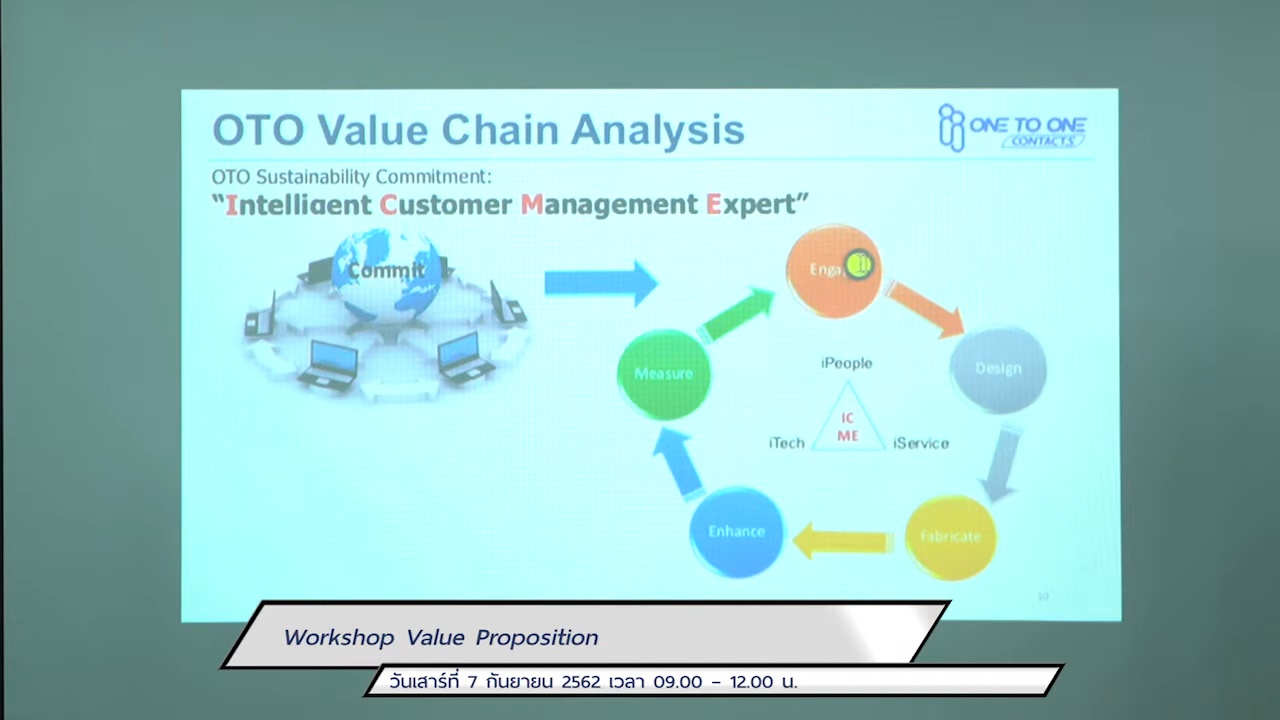 OTO Value Chain Analysis
ONE TO ONE
CONTACTS
OTO Sustainability Commitment:
"Intelligent Customer Management Expert"
Commit
Measure
Design
iPeople
IC
ME
iTech
iService
Enhance
Fabricate
10
Workshop Value Proposition
วันเสาร์ที่ 7 กันยายน 2562 เวลา 09.00 – 12.00 น.